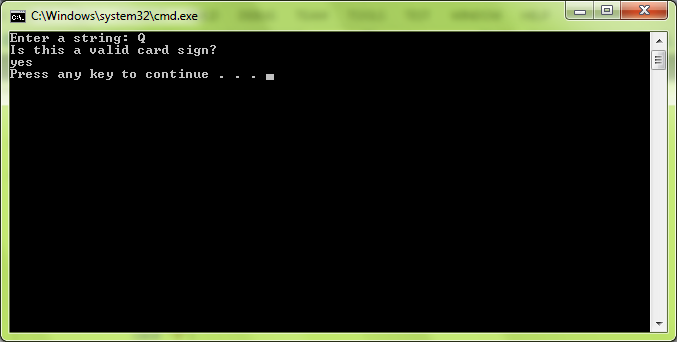 C:\Windows\system32\cmd.exe
Enter a string: Q
Is this a valid card sign?
yes
Press any key to continue . . .